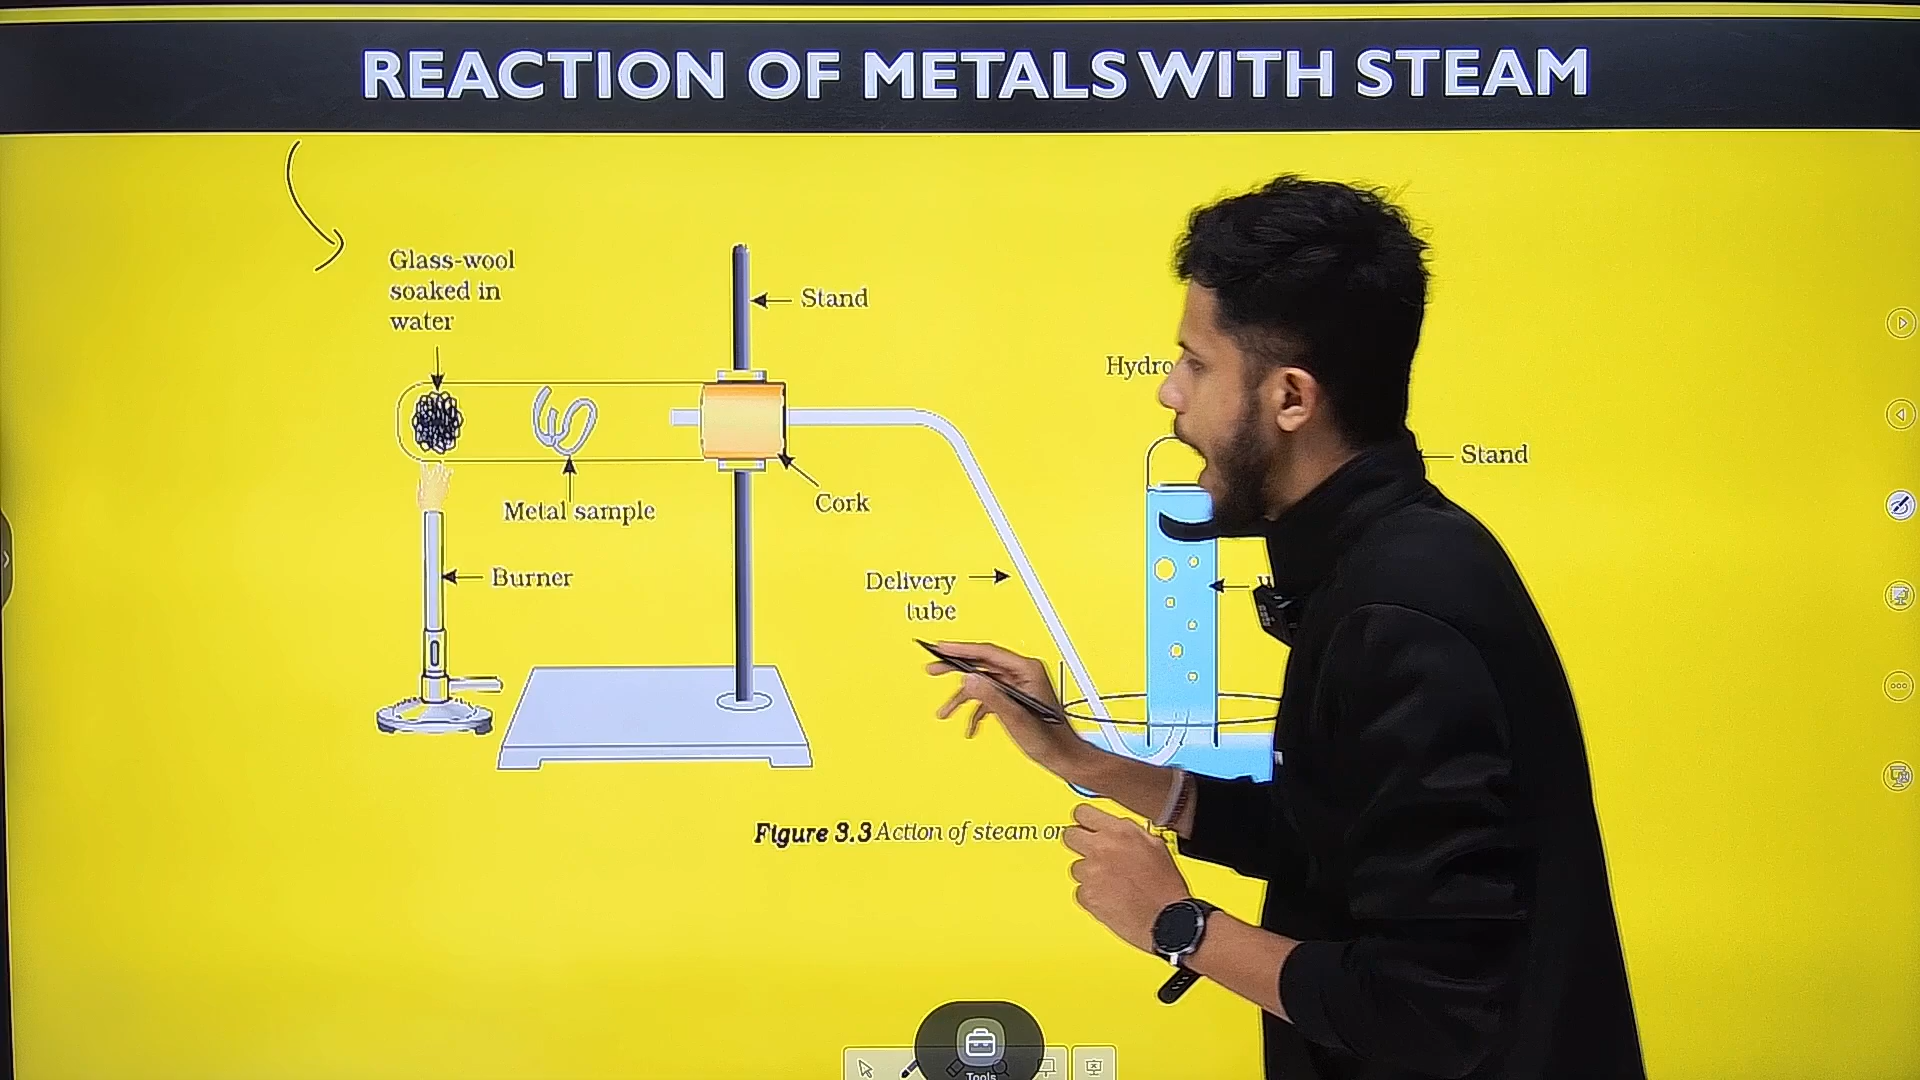 REACTION OF METALS WITH STEAM
Glass-wool
soaked in
water
Stand
Stand
Metal sample
Cork
Burner
Delivery
tube
Figure 3.3 Action of steam on
Tools